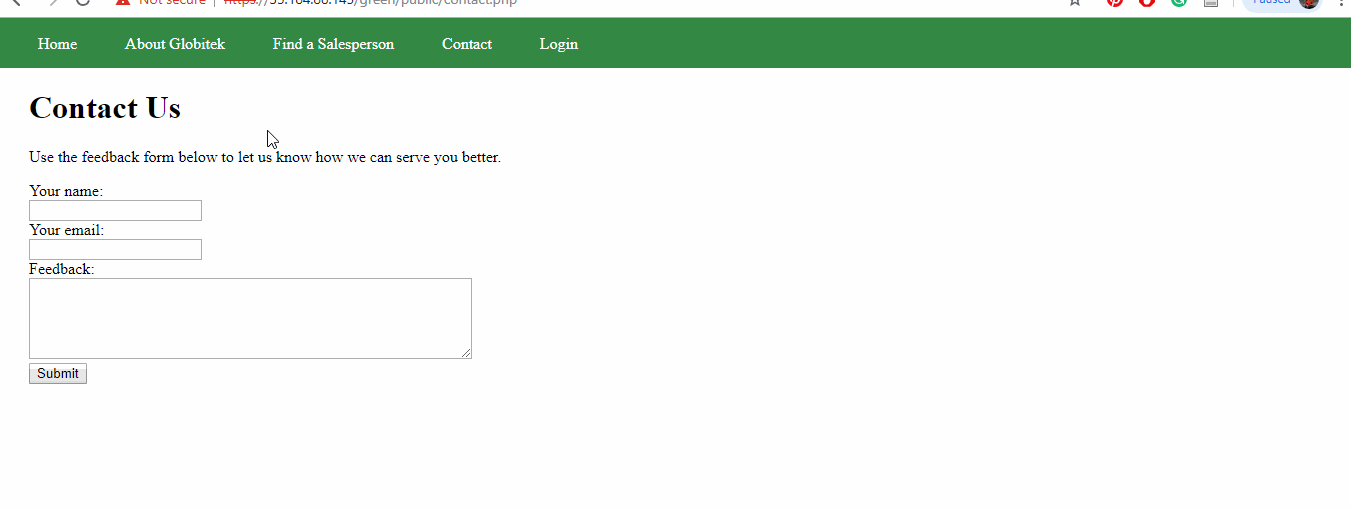 Not secure | https://35.184.88.145/green/public/contact.php Paused
Home About Globitek Find a Salesperson Contact Login
Contact Us
Use the feedback form below to let us know how we can serve you better.
Your name:
Your email:
Feedback:
Submit